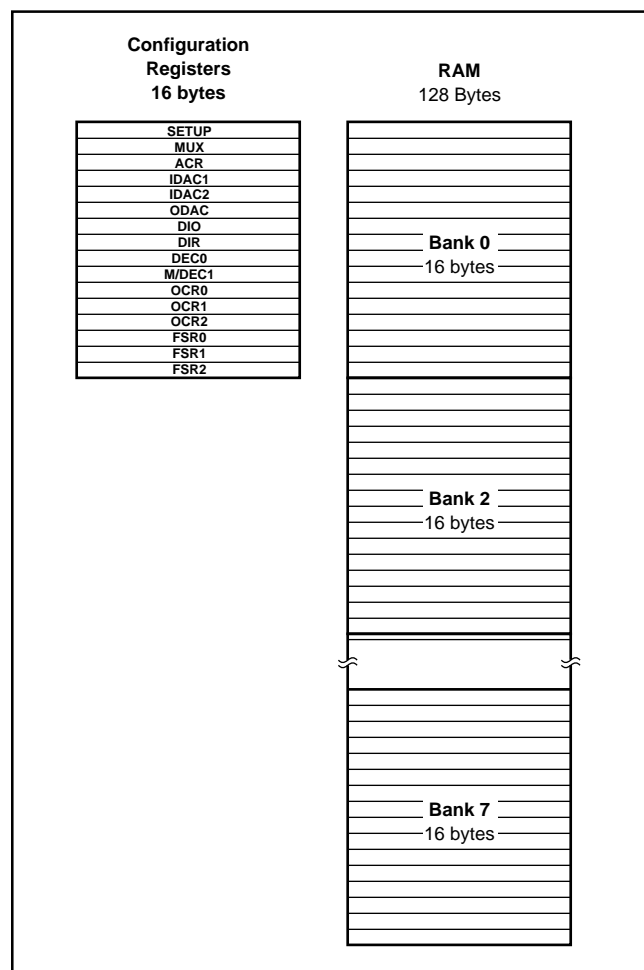 Configuration
Registers
16 bytes
SETUP
MUX
ACR
IDAC1
IDAC2
ODAC
DIO
DIR
DEC0
M/DEC1
OCR0
OCR1
OCR2
FSR0
FSR1
FSR2
RAM
128 Bytes
Bank 0
16 bytes
Bank 2
16 bytes
Bank 7
16 bytes